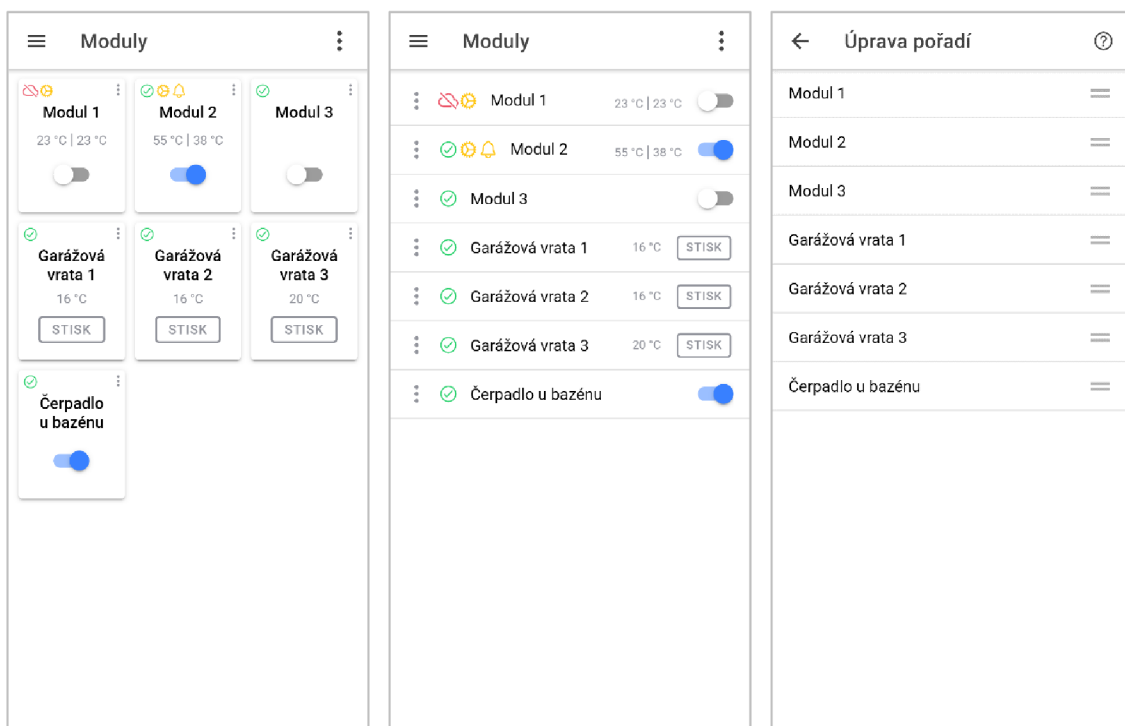 Moduly
Modul 1
Modul 2
Modul 3
23 °C | 23 °C
55 °C | 38 °C
Garážová
vrata 1
Garážová
vrata 2
Garážová
vrata 3
16 °C
16 °C
20 °C
STISK
STISK
STISK
Čerpadlo
u bazénu
Moduly
Modul 1 23 °C | 23 °C
Modul 2 55 °C | 38 °C
Modul 3
Garážová vrata 1 16 °C STISK
Garážová vrata 2 16 °C STISK
Garážová vrata 3 20 °C STISK
Čerpadlo u bazénu
Úprava pořadí
Modul 1
Modul 2
Modul 3
Garážová vrata 1
Garážová vrata 2
Garážová vrata 3
Čerpadlo u bazénu